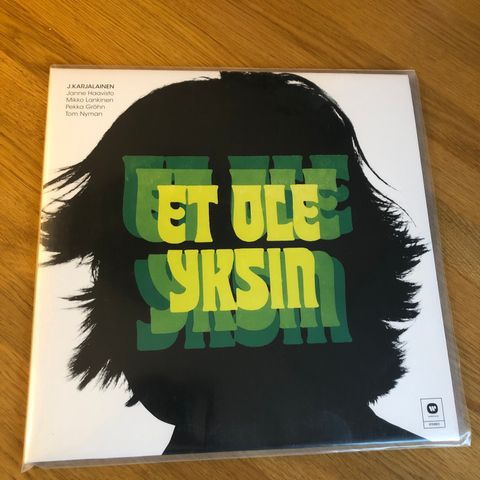 J.KARJALAINEN
Janne Haavisto
Mikko Lankinen
Pekka Gröhn
Tom Nyman
ET OLE
YKSIN